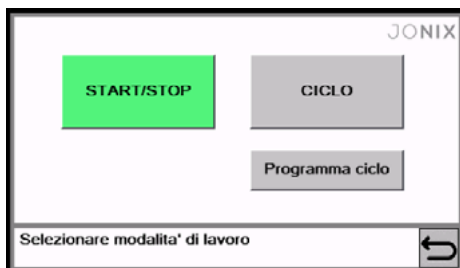 JONIX
START/STOP
CICLO
Programma ciclo
Selezionare modalita' di lavoro